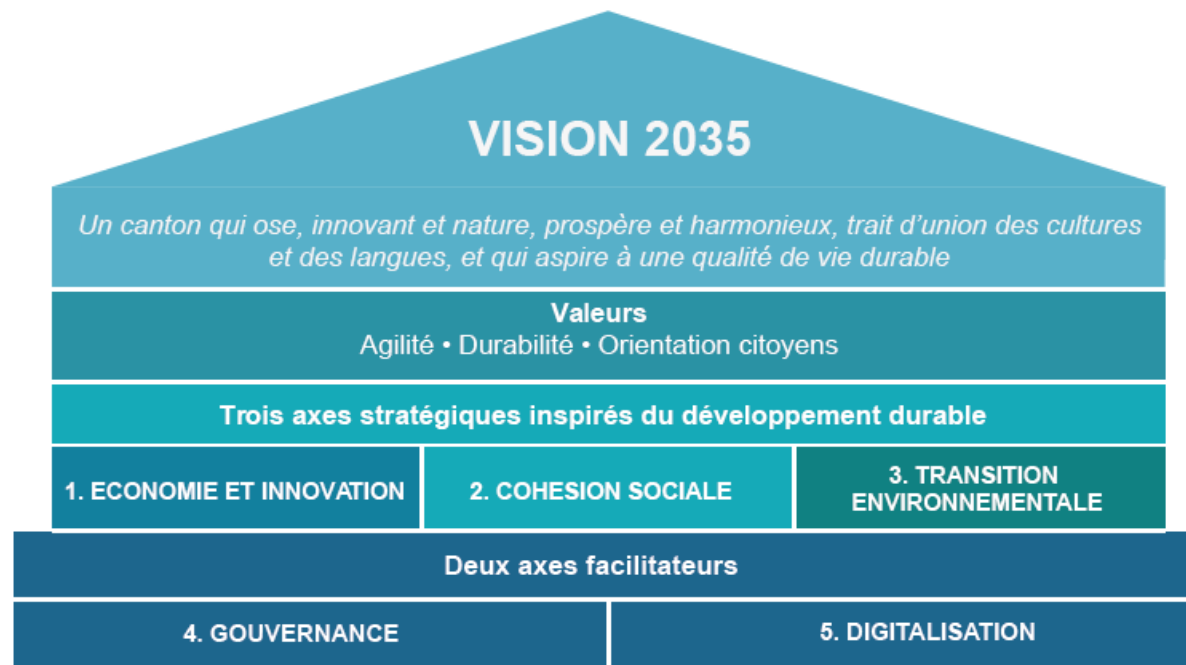 VISION 2035
Un canton qui ose, innovant et nature, prospère et harmonieux, trait d'union des cultures
et des langues, et qui aspire à une qualité de vie durable
Valeurs
Agilité • Durabilité • Orientation citoyens
Trois axes stratégiques inspirés du développement durable
1. ECONOMIE ET INNOVATION
2. COHESION SOCIALE
3. TRANSITION
ENVIRONNEMENTALE
Deux axes facilitateurs
4. GOUVERNANCE
5. DIGITALISATION